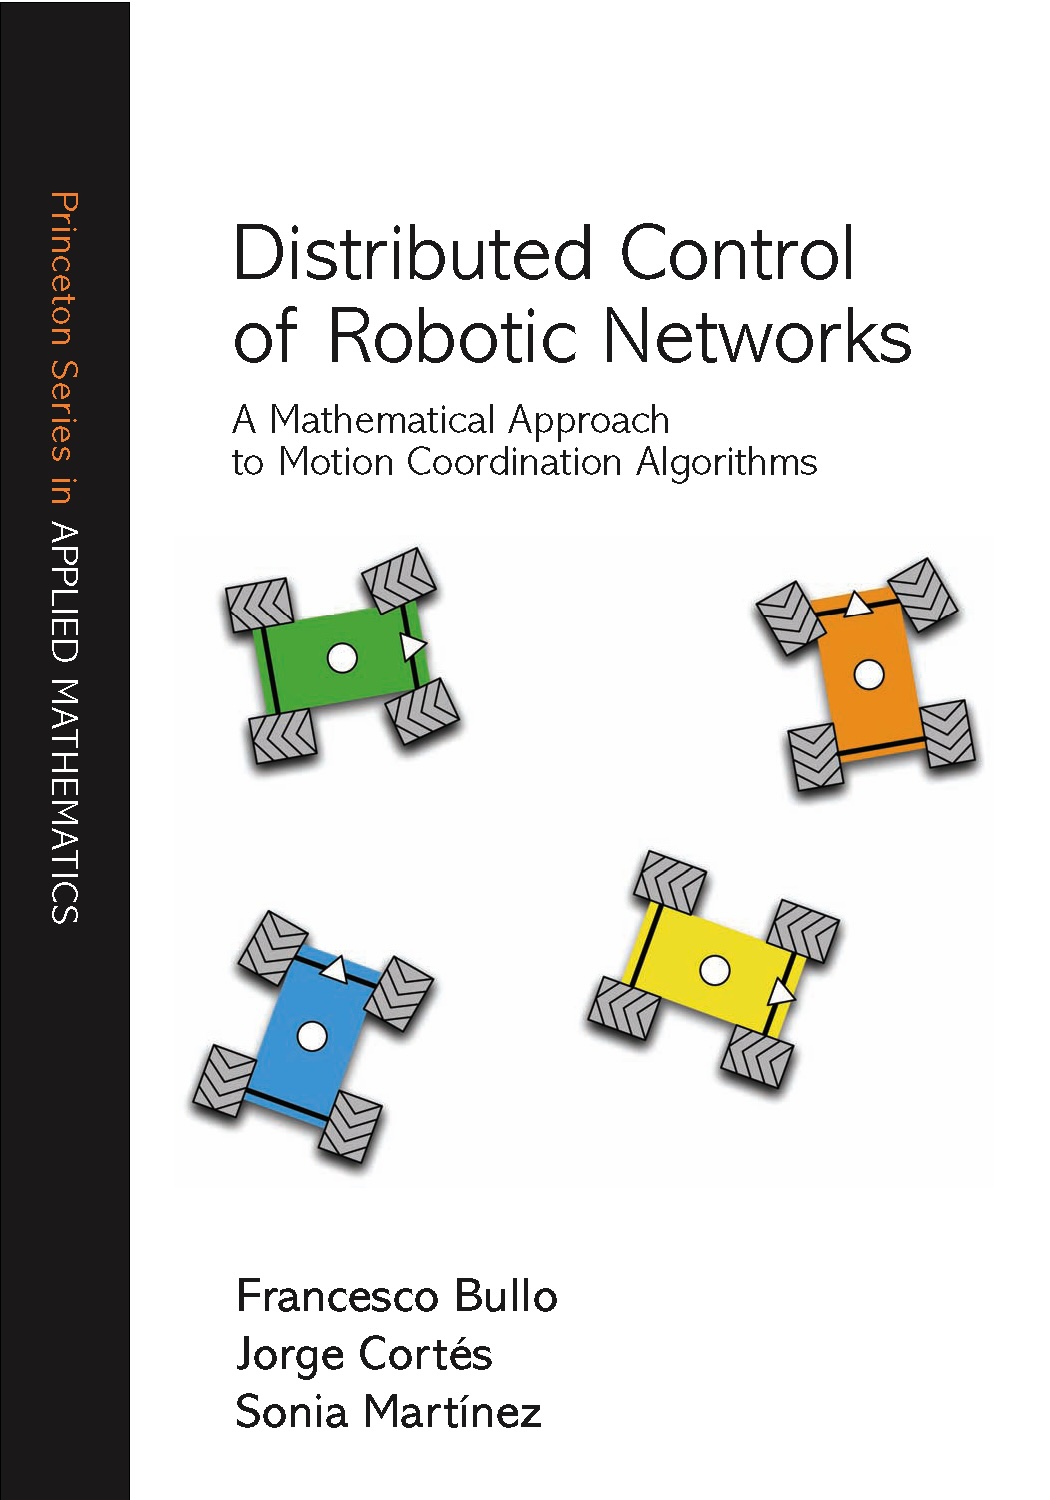 Princeton Series in APPLIED MATHEMATICS
Distributed Control
of Robotic Networks
A Mathematical Approach
to Motion Coordination Algorithms
Francesco Bullo
Jorge Cortés
Sonia Martínez